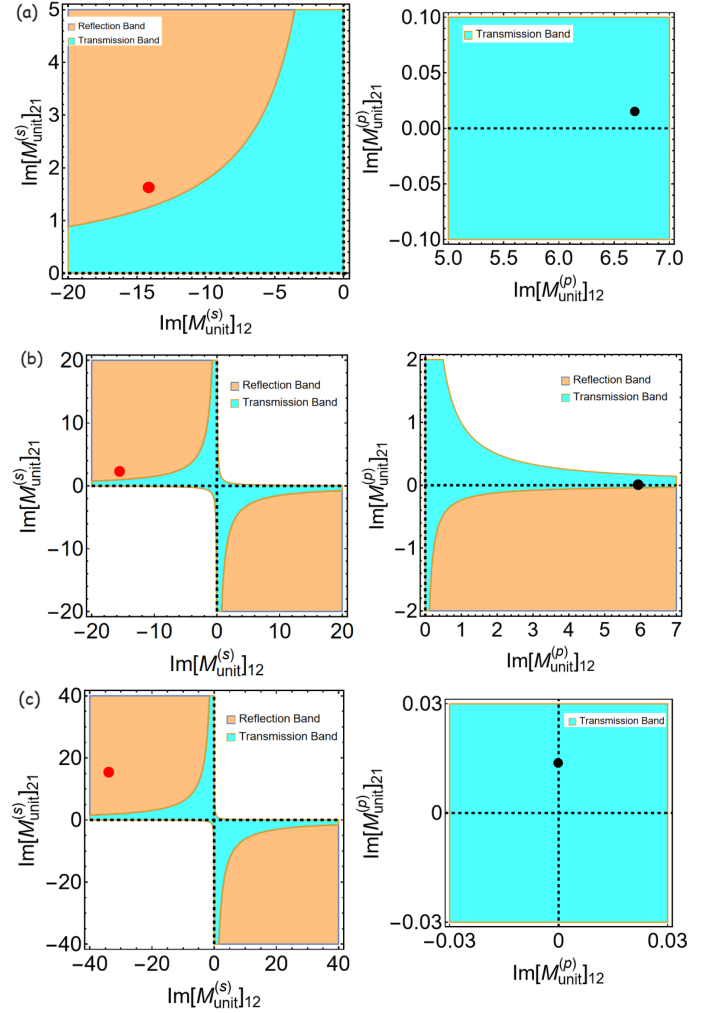 (a)
5
4
3
2
1
0
−20 −15 −10 −5 0
Reflection Band
Transmission Band
Im[M(s)unit]21
Im[M(s)unit]12
0.10
0.05
0.00
−0.05
−0.10
5.0 5.5 6.0 6.5 7.0
Transmission Band
Im[M(p)unit]21
Im[M(p)unit]12
(b)
20
10
0
−10
−20
−20 −10 0 10 20
Reflection Band
Transmission Band
Im[M(s)unit]21
Im[M(s)unit]12
2
1
0
−1
−2
0 1 2 3 4 5 6 7
Reflection Band
Transmission Band
Im[M(p)unit]21
Im[M(p)unit]12
(c)
40
20
0
−20
−40
−40 −20 0 20 40
Reflection Band
Transmission Band
Im[M(s)unit]21
Im[M(s)unit]12
0.03
0
−0.03
−0.03 0 0.03
Transmission Band
Im[M(p)unit]21
Im[M(p)unit]12